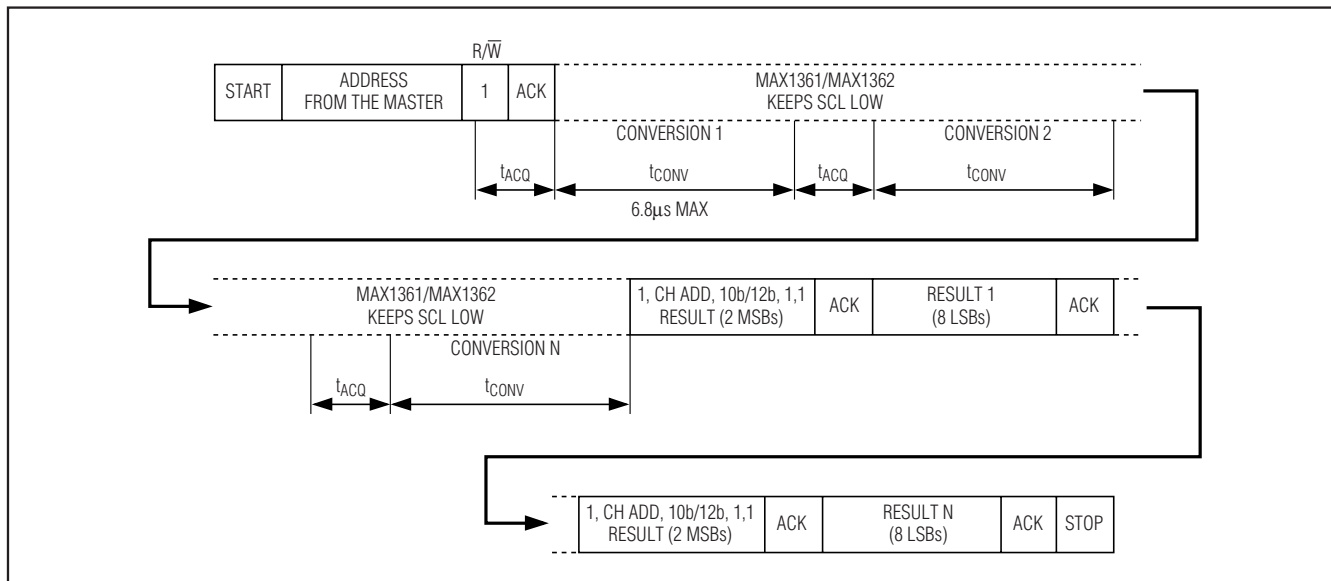 R/W̅
START
ADDRESS
FROM THE MASTER
1
ACK
MAX1361/MAX1362
KEEPS SCL LOW
CONVERSION 1
CONVERSION 2
tACQ
tCONV
tACQ
tCONV
6.8μs MAX
MAX1361/MAX1362
KEEPS SCL LOW
1, CH ADD, 10b/12b, 1,1
RESULT (2 MSBs)
ACK
RESULT 1
(8 LSBs)
ACK
CONVERSION N
tACQ
tCONV
1, CH ADD, 10b/12b, 1,1
RESULT (2 MSBs)
ACK
RESULT N
(8 LSBs)
ACK
STOP